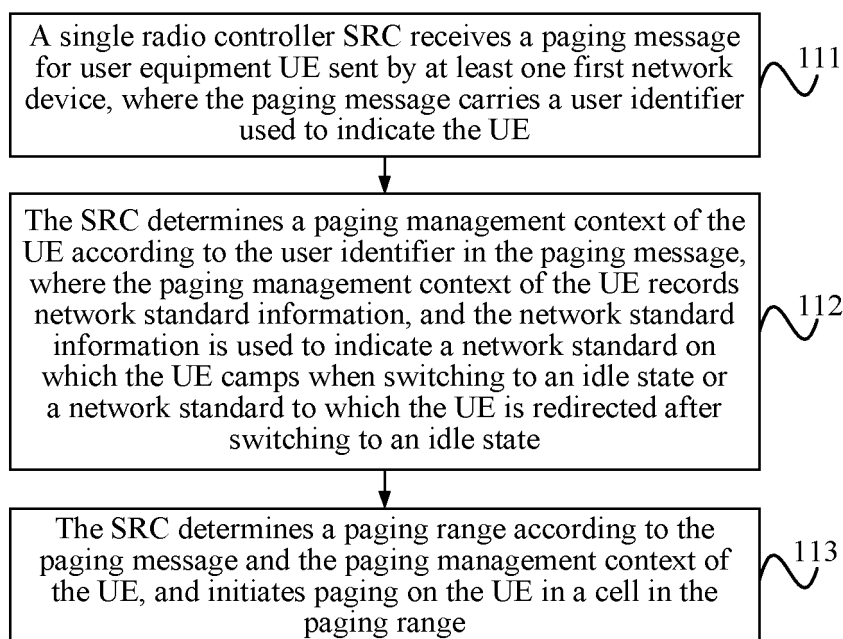 A single radio controller SRC receives a paging message
for user equipment UE sent by at least one first network
device, where the paging message carries a user identifier
used to indicate the UE
111
The SRC determines a paging management context of the
UE according to the user identifier in the paging message,
where the paging management context of the UE records
network standard information, and the network standard
information is used to indicate a network standard on
which the UE camps when switching to an idle state or
a network standard to which the UE is redirected after
switching to an idle state
112
The SRC determines a paging range according to the
paging message and the paging management context of
the UE, and initiates paging on the UE in a cell in the
paging range
113